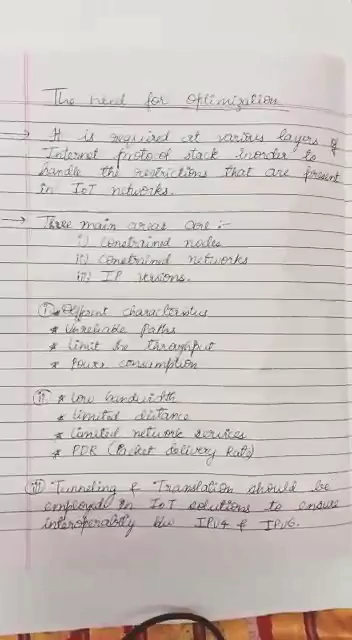 The need for optimization
→ It is required at various layers of
Internet protocol stack inorder to
handle the restrictions that are present
in IoT networks.
→ Three main areas are :-
i) constrained nodes
ii) constrained networks
iii) IP versions.
i) * Different characteristics
* Unreliable paths
* Limit the throughput
* Power consumption
ii) * Low bandwidth
* Limited distance
* Limited network services
* PDR (Packet delivery Rate)
iii) Tunneling & Translation should be
employed in IoT solutions to ensure
interoperability b/w IPv4 & IPv6.